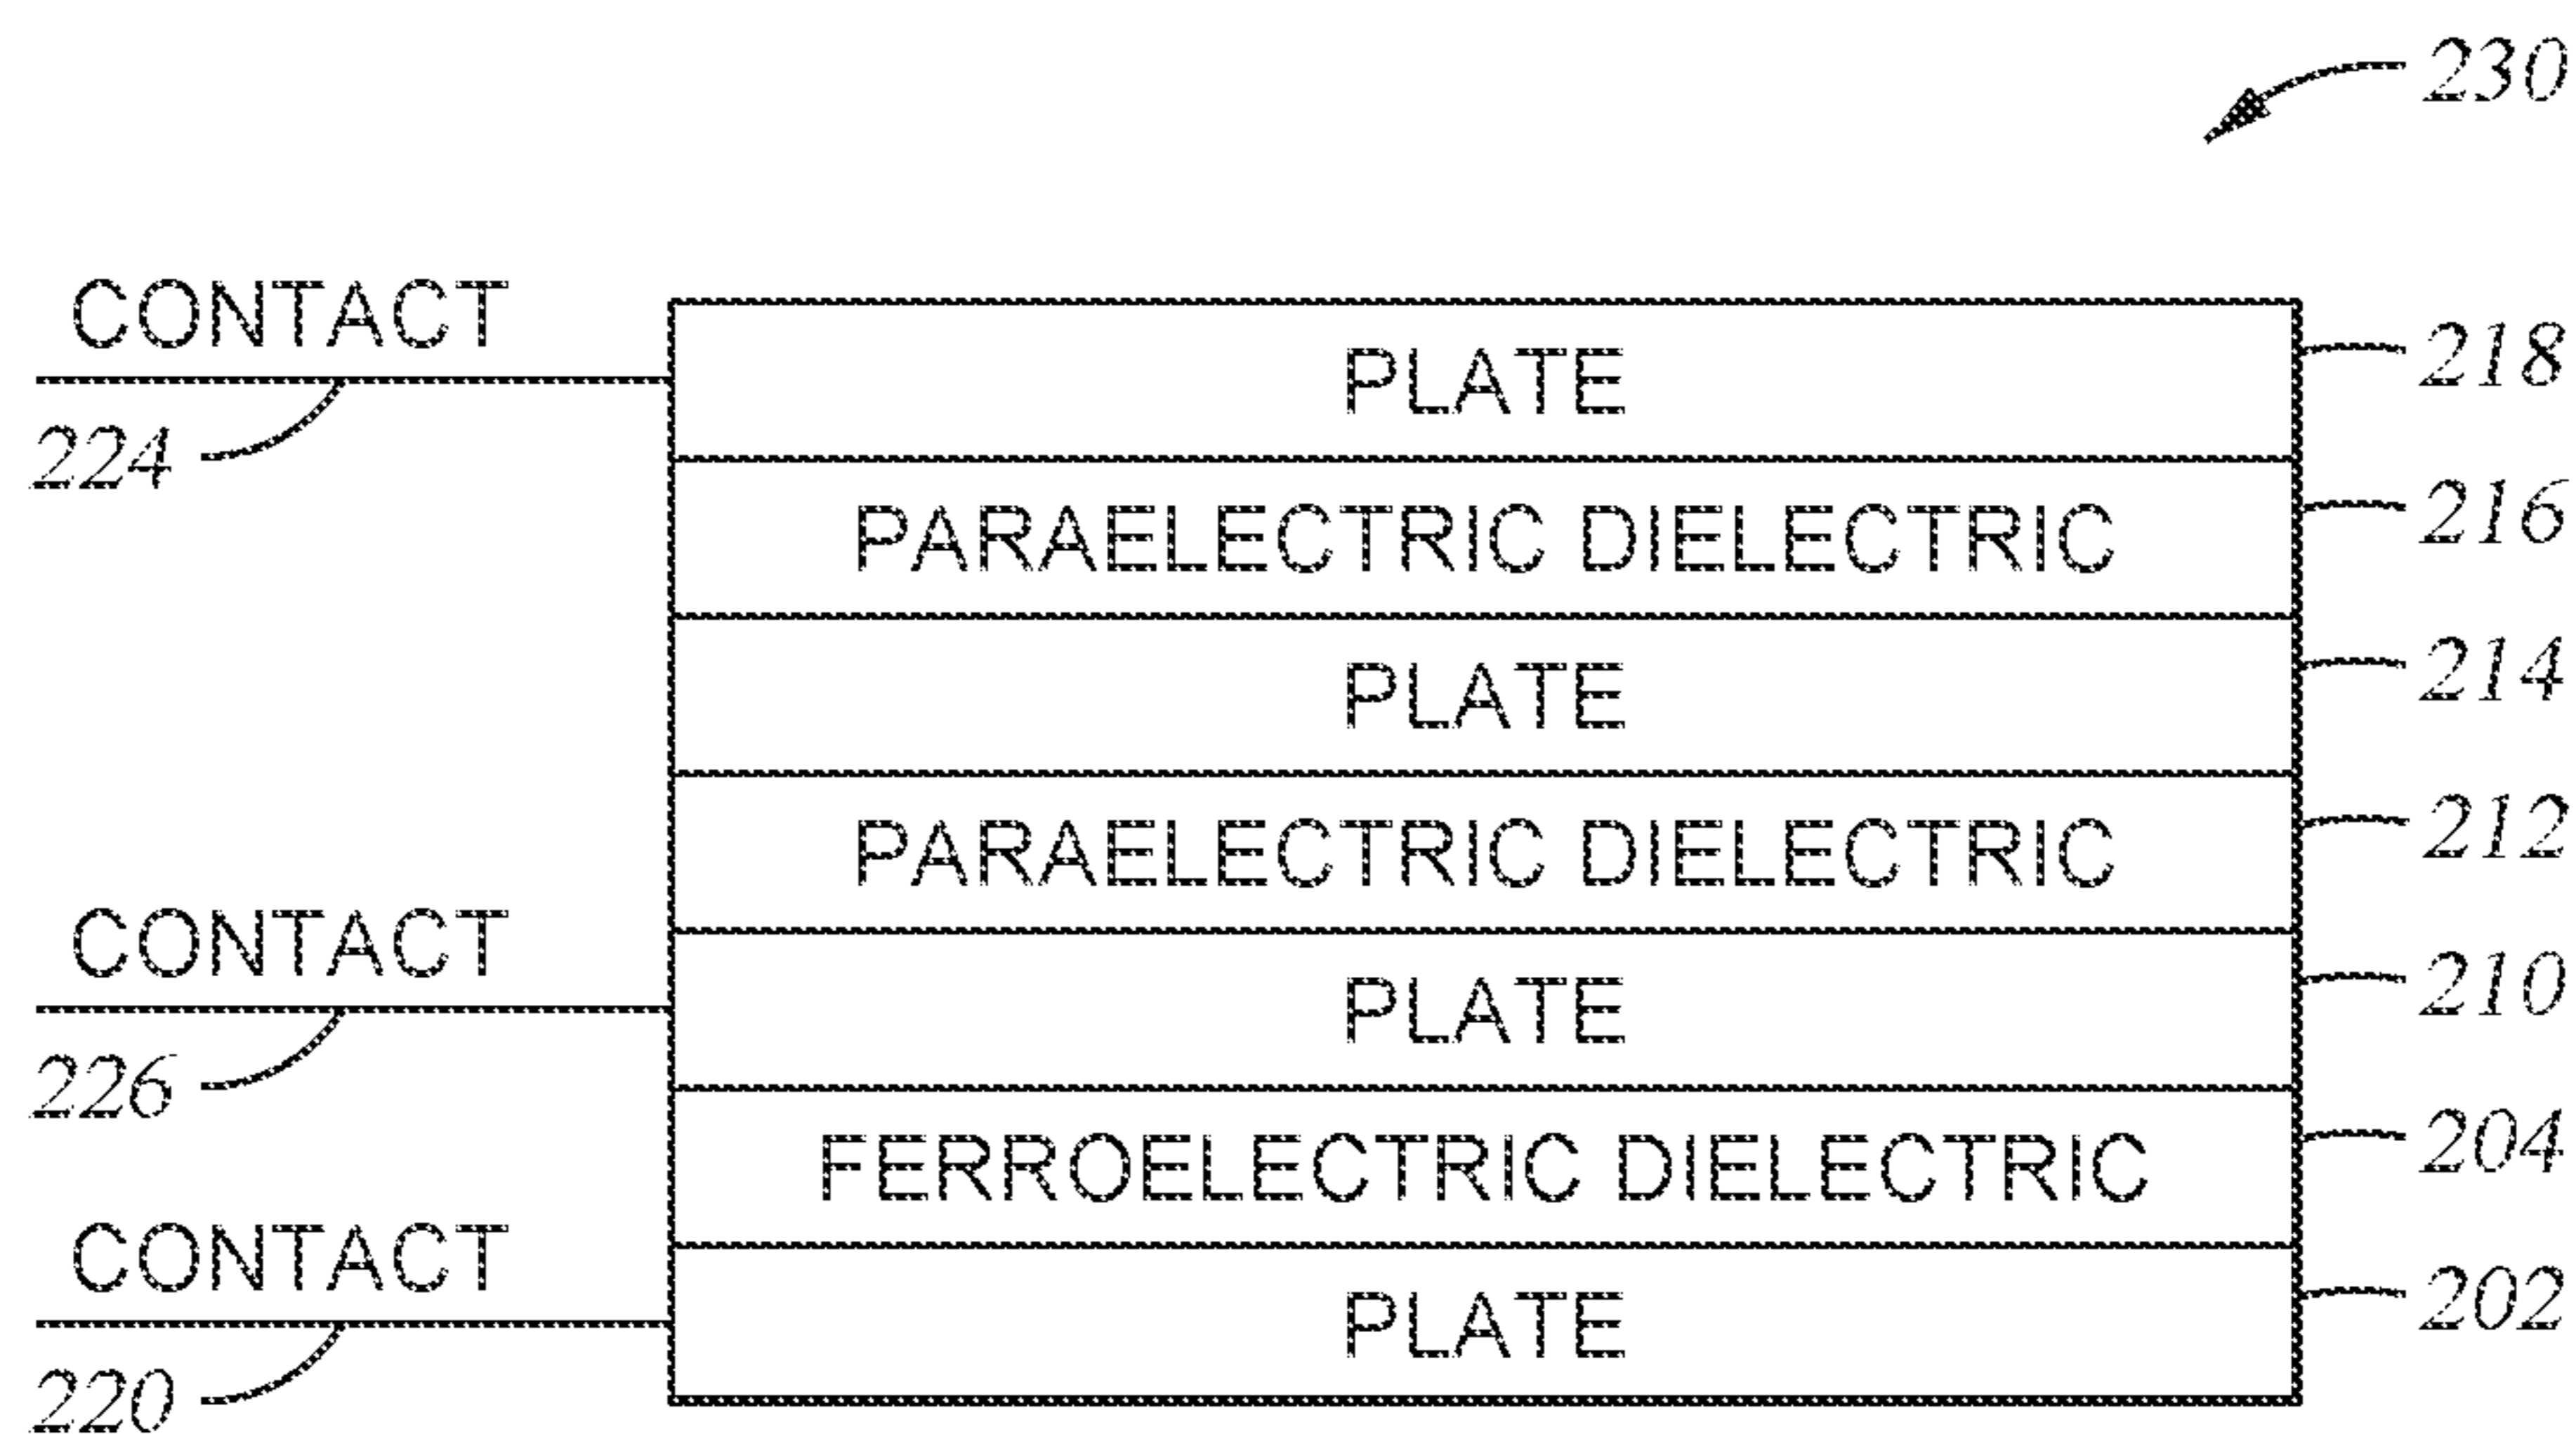 230
CONTACT
PLATE
218
224
PARAELECTRIC DIELECTRIC
216
PLATE
214
PARAELECTRIC DIELECTRIC
212
CONTACT
PLATE
210
226
FERROELECTRIC DIELECTRIC
204
CONTACT
PLATE
202
220